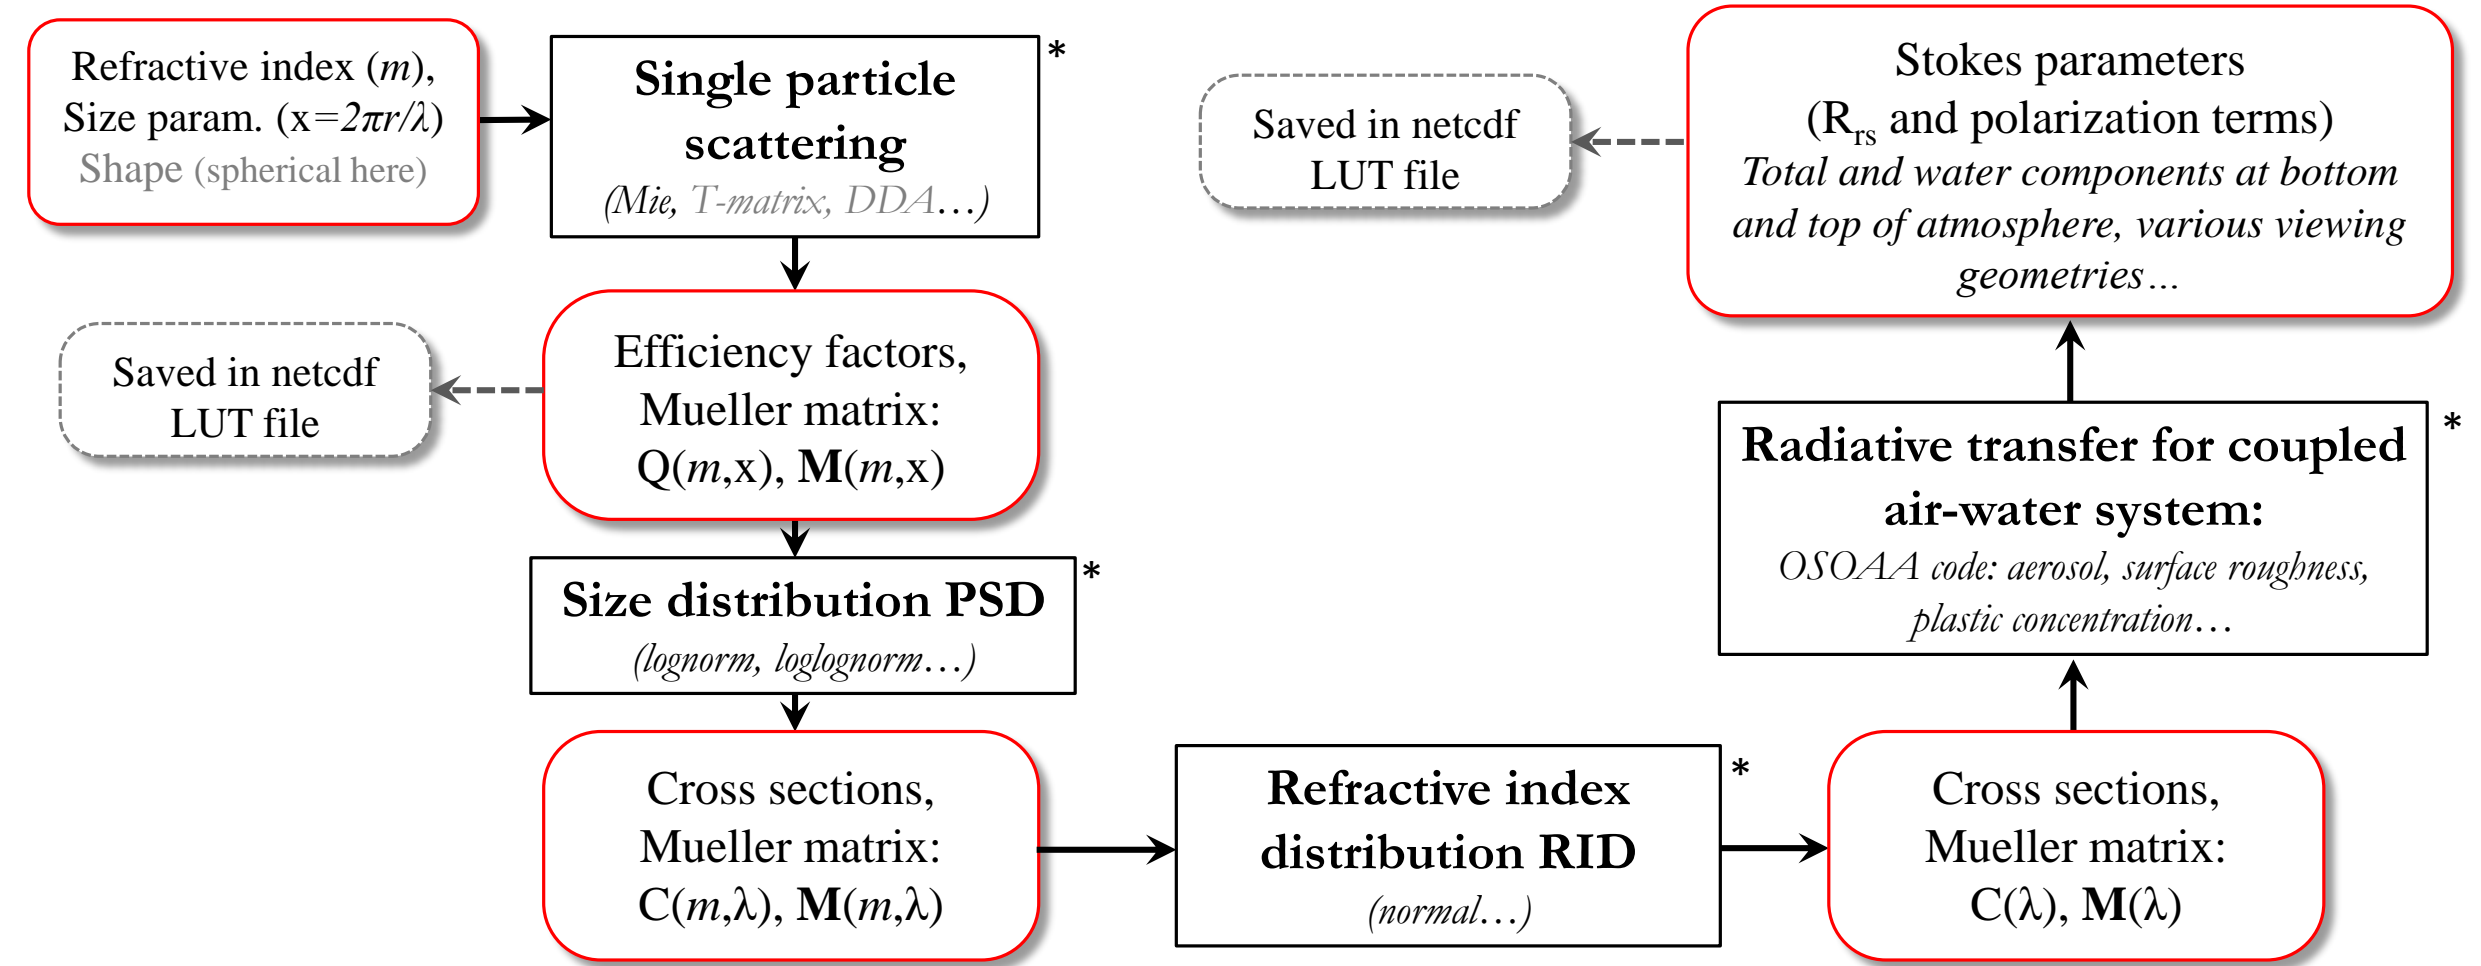 Refractive index (m),
Size param. (x=2πr/λ)
Shape (spherical here)
*
Single particle
scattering
(Mie, T-matrix, DDA…)
Efficiency factors,
Mueller matrix:
Q(m,x), M(m,x)
Saved in netcdf
LUT file
*
Size distribution PSD
(lognorm, loglognorm…)
Cross sections,
Mueller matrix:
C(m,λ), M(m,λ)
*
Refractive index
distribution RID
(normal…)
Cross sections,
Mueller matrix:
C(λ), M(λ)
*
Radiative transfer for coupled
air-water system:
OSOAA code: aerosol, surface roughness,
plastic concentration…
Stokes parameters
(Rrs and polarization terms)
Total and water components at bottom
and top of atmosphere, various viewing
geometries…
Saved in netcdf
LUT file